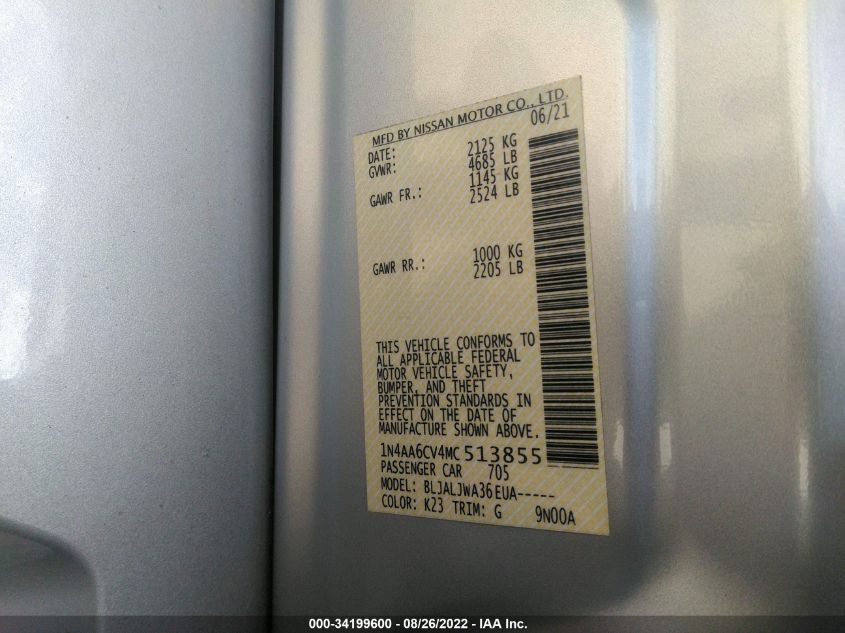 MFD BY NISSAN MOTOR CO., LTD.
DATE: 06/21
GVWR: 2125 KG
4685 LB
GAWR FR.: 1145 KG
2524 LB
GAWR RR.: 1000 KG
2205 LB
THIS VEHICLE CONFORMS TO
ALL APPLICABLE FEDERAL
MOTOR VEHICLE SAFETY,
BUMPER, AND THEFT
PREVENTION STANDARDS IN
EFFECT ON THE DATE OF
MANUFACTURE SHOWN ABOVE.
1N4AA6CV4MC513855
PASSENGER CAR 705
MODEL: BLJALJWA36EUA-----
COLOR: K23 TRIM: G 9N00A
000-34199600 - 08/26/2022 - IAA Inc.